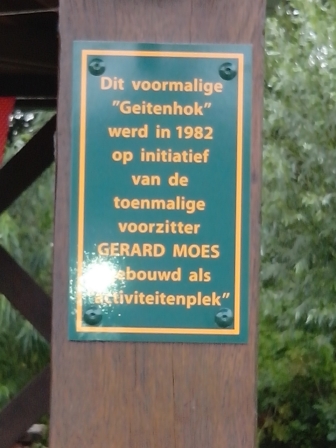 Dit voormalige
"Geitenhok"
werd in 1982
op initiatief
van de
toenmalige
voorzitter
GERARD MOES
gebouwd als
"activiteitenplek"